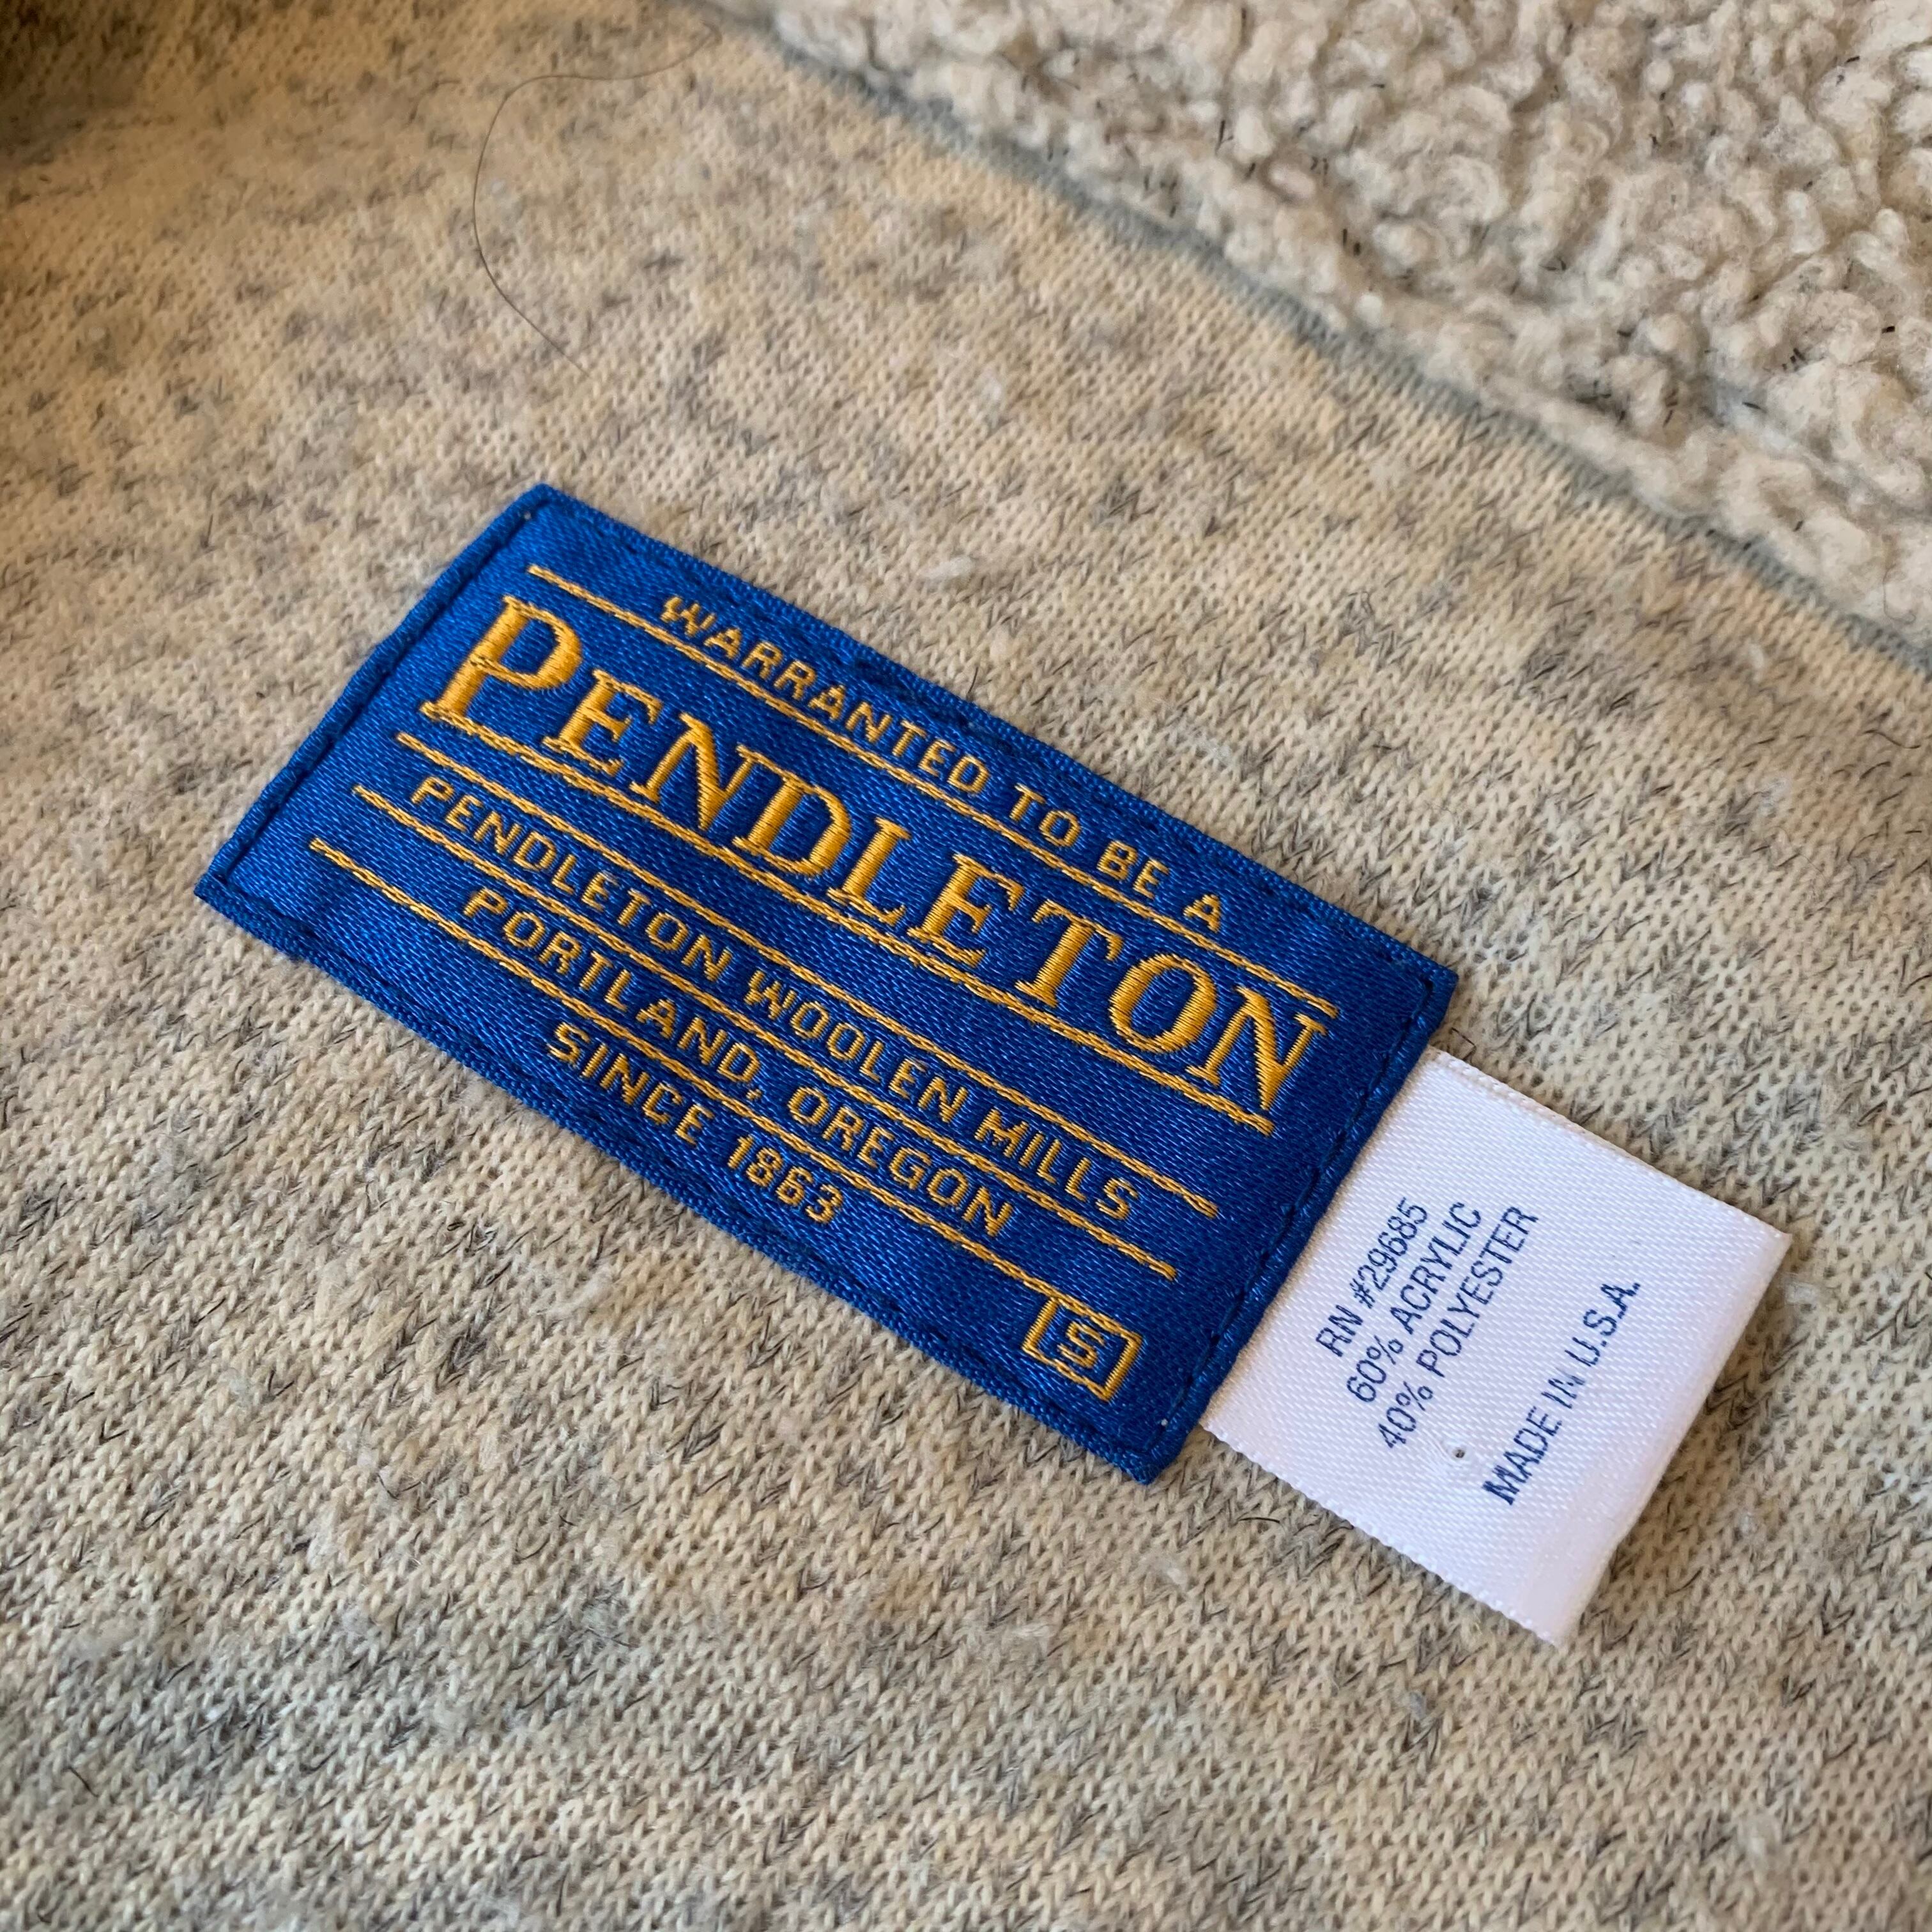 WARRANTED TO BE A
PENDLETON
PENDLETON WOOLEN MILLS
PORTLAND, OREGON
SINCE 1863
S
RN #29685
60% ACRYLIC
40% POLYESTER
MADE IN U.S.A.